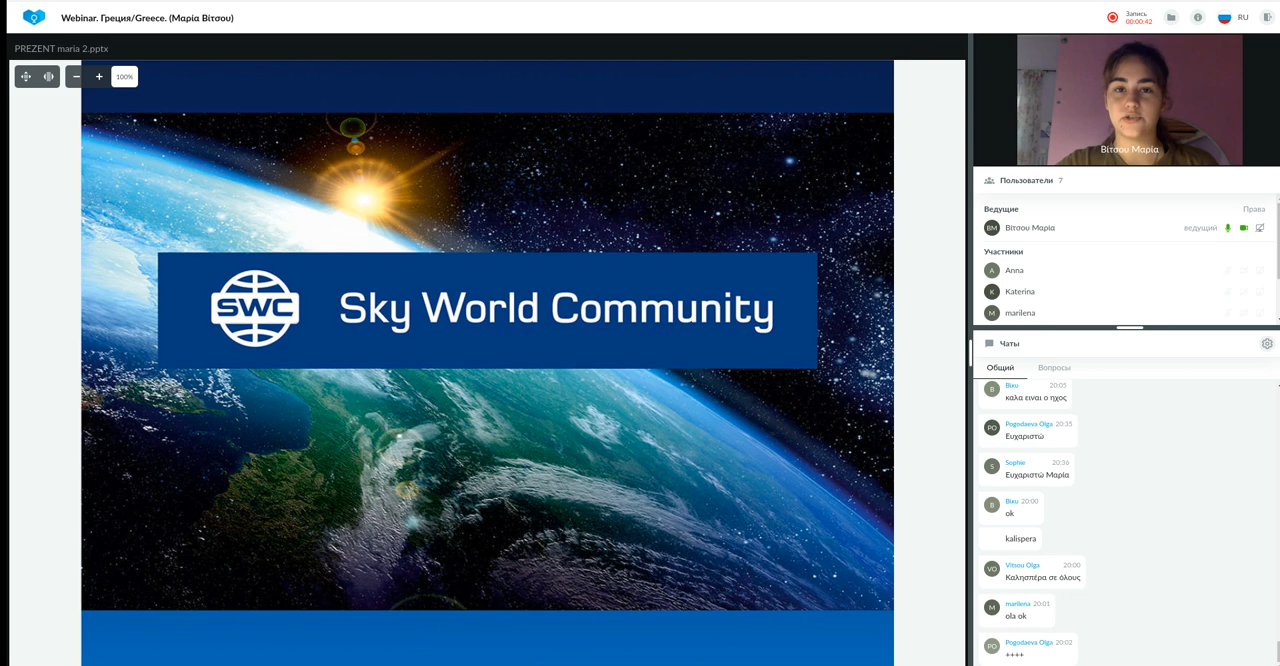 Webinar. Греция/Greece. (Μαρία Βίτσου)
Запись
00:00:42
RU
PREZENT maria 2.pptx
100%
SWC
Sky World Community
Βίτσου Μαρία
Пользователи 7
Ведущие
Права
ΒΜ
Βίτσου Μαρία
ведущий
Участники
A
Anna
K
Katerina
M
marilena
Чаты
Общий
Вопросы
Βίκυ 20:05
καλα ειναι ο ηχος
PO
Pogodaeva Olga 20:35
Ευχαριστώ
S
Sophie 20:36
Ευχαριστώ Μαρία
Βίκυ 20:00
ok
kalispera
VO
Vitsou Olga 20:00
Καλησπέρα σε όλους
M
marilena 20:01
ola ok
PO
Pogodaeva Olga 20:02
++++